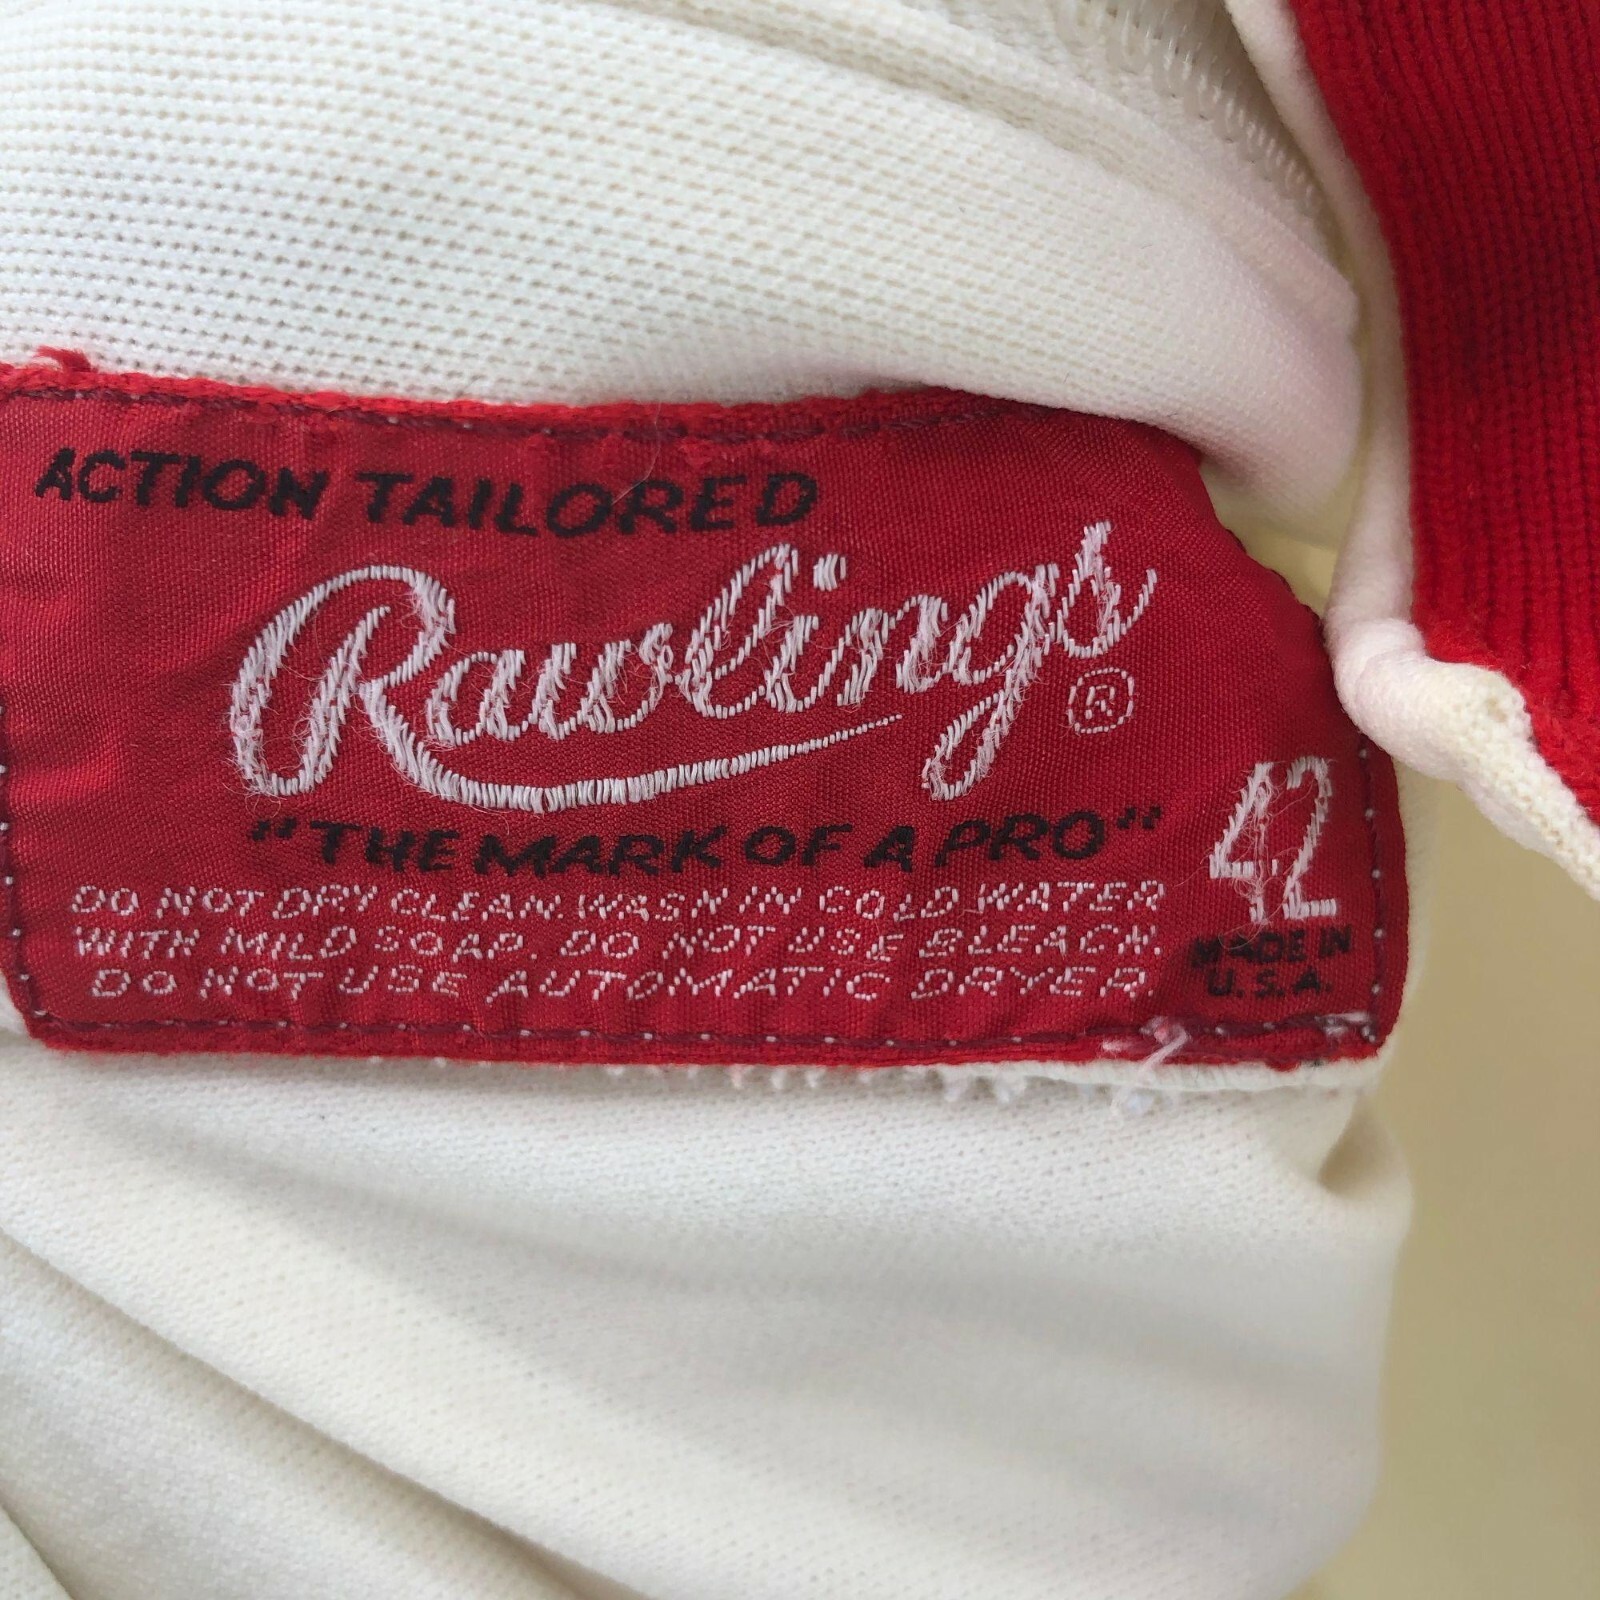 ACTION TAILORED
Rawlings ®
"THE MARK OF A PRO"
42
DO NOT DRY CLEAN. WASH IN COLD WATER
WITH MILD SOAP. DO NOT USE BLEACH.
DO NOT USE AUTOMATIC DRYER
MADE IN
U.S.A.